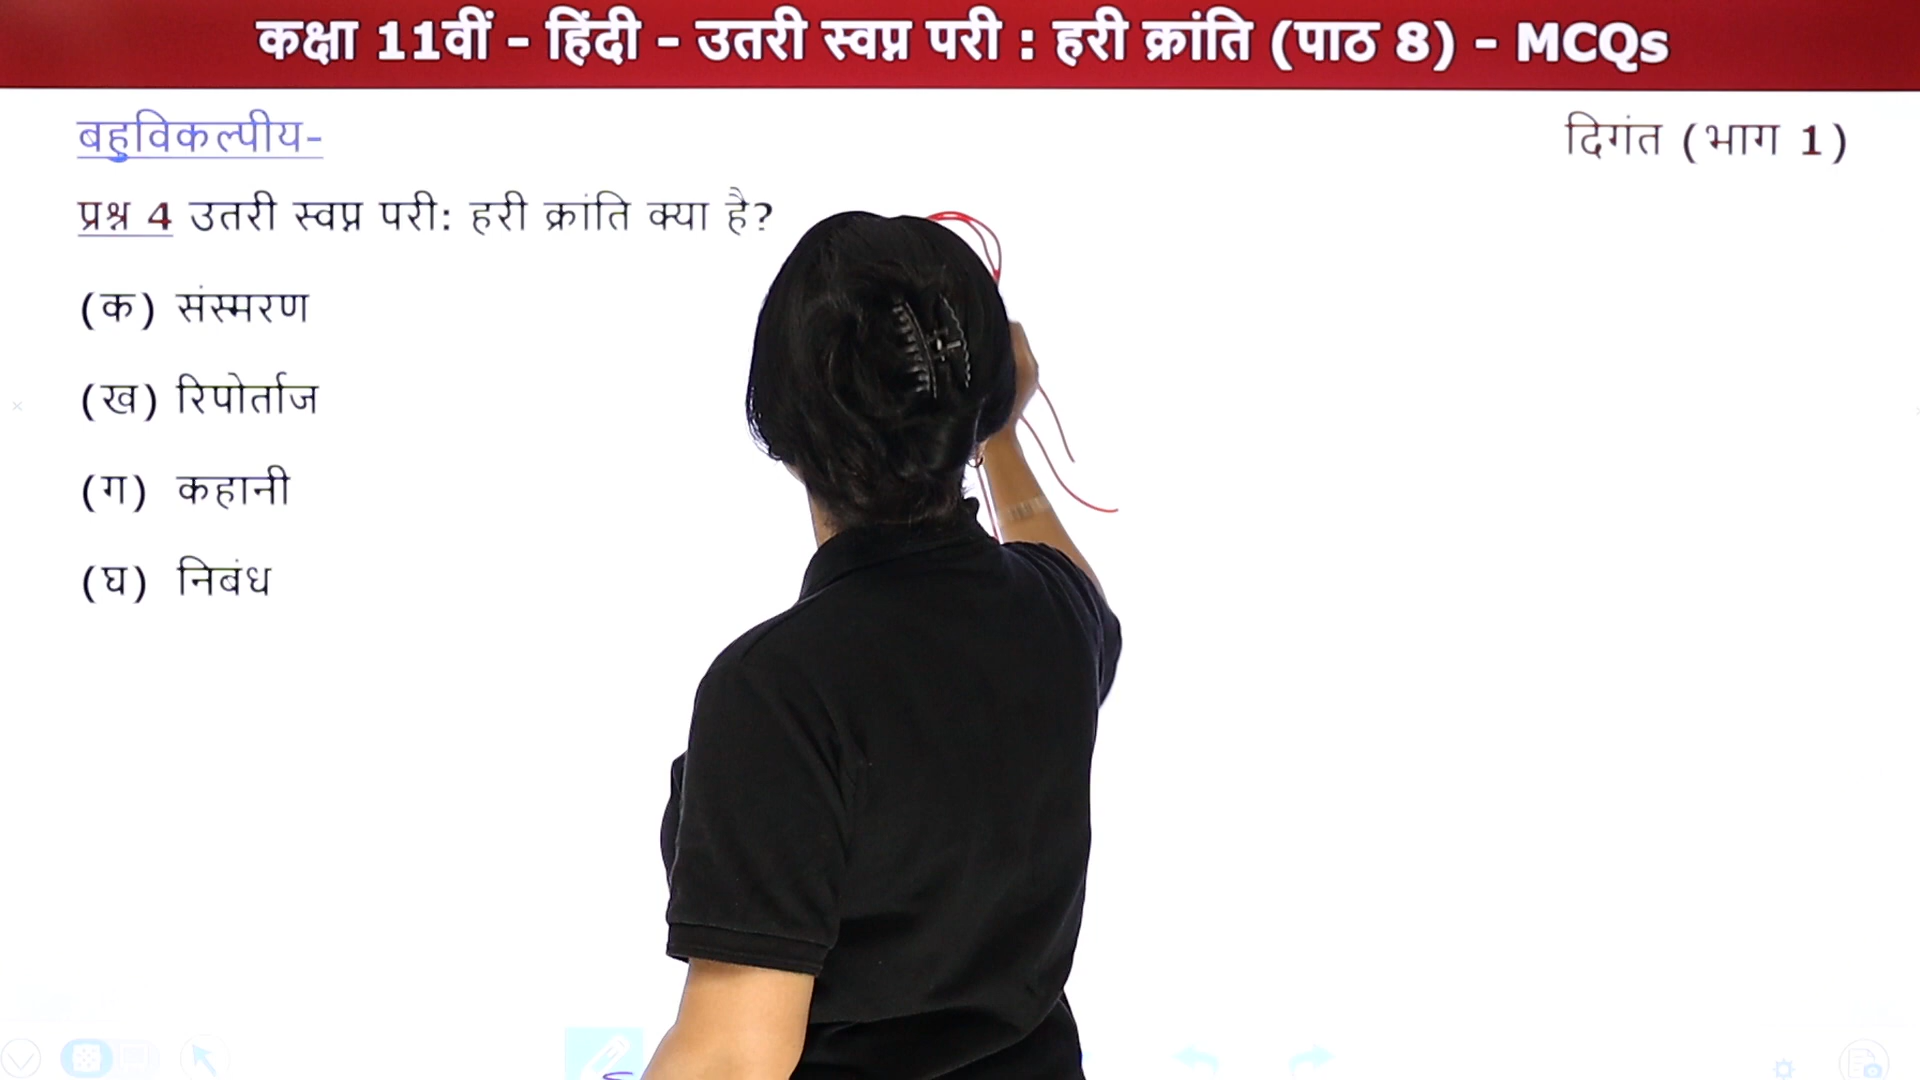 कक्षा 11वीं - हिंदी - उतरी स्वप्न परी : हरी क्रांति (पाठ 8) - MCQs
बहुविकल्पीय-
दिगंत (भाग 1)
प्रश्न 4 उतरी स्वप्न परी: हरी क्रांति क्या है?
(क) संस्मरण
(ख) रिपोर्ताज
(ग) कहानी
(घ) निबंध